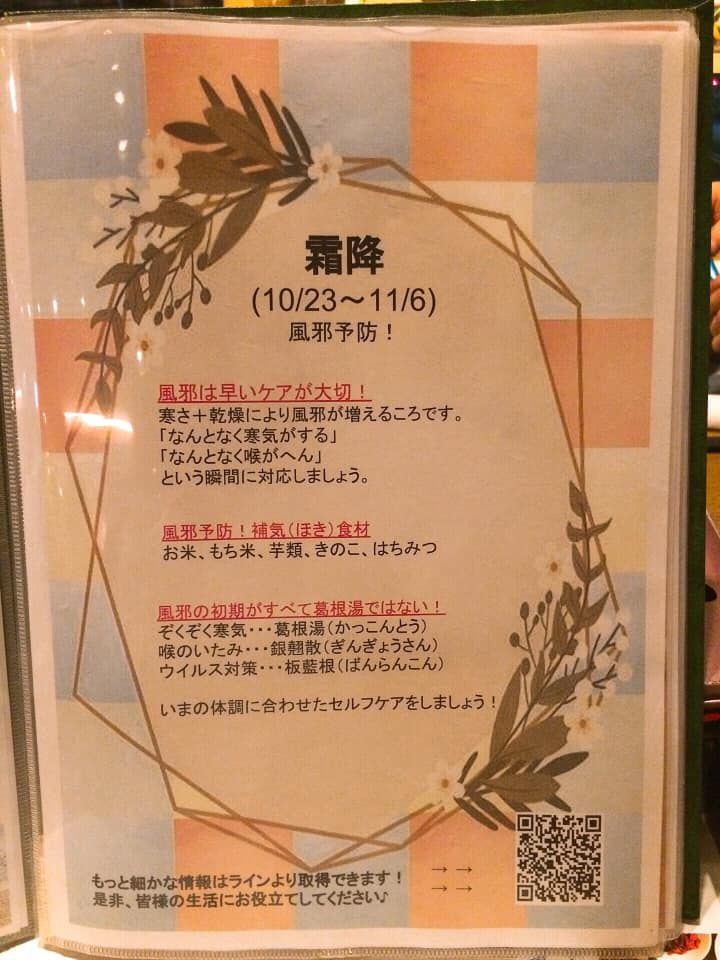 霜降
(10/23～11/6)
風邪予防！
風邪は早いケアが大切！
寒さ＋乾燥により風邪が増えるころです。
「なんとなく寒気がする」
「なんとなく喉がへん」
という瞬間に対応しましょう。
風邪予防！補気（ほき）食材
お米、もち米、芋類、きのこ、はちみつ
風邪の初期がすべて葛根湯ではない！
ぞくぞく寒気・・・葛根湯（かっこんとう）
喉のいたみ・・・銀翹散（ぎんぎょうさん）
ウイルス対策・・・板藍根（ばんらんこん）
いまの体調に合わせたセルフケアをしましょう！
もっと細かな情報はラインより取得できます！ →→
是非、皆様の生活にお役立てしてください♪ →→